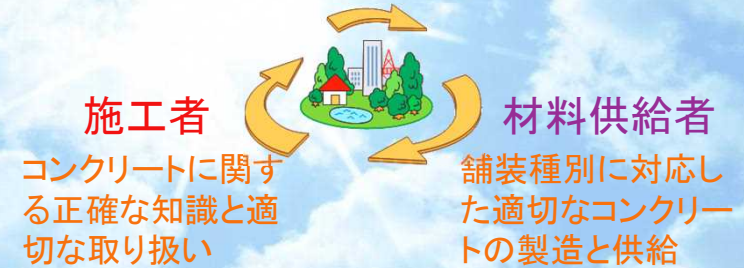 施工者
コンクリートに関す
る正確な知識と適
切な取り扱い
材料供給者
舗装種別に対応し
た適切なコンクリー
トの製造と供給